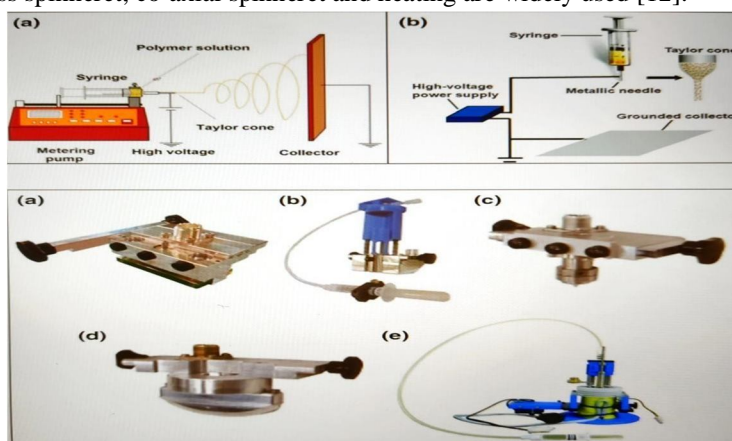 spinneret, co-axial spinneret and heating are widely used [12].
(a)
Polymer solution
Syringe
Taylor cone
Metering
pump
High voltage
Collector
(b)
Syringe
Taylor cone
High-voltage
power supply
Metallic needle
Grounded collector
(a)
(b)
(c)
(d)
(e)